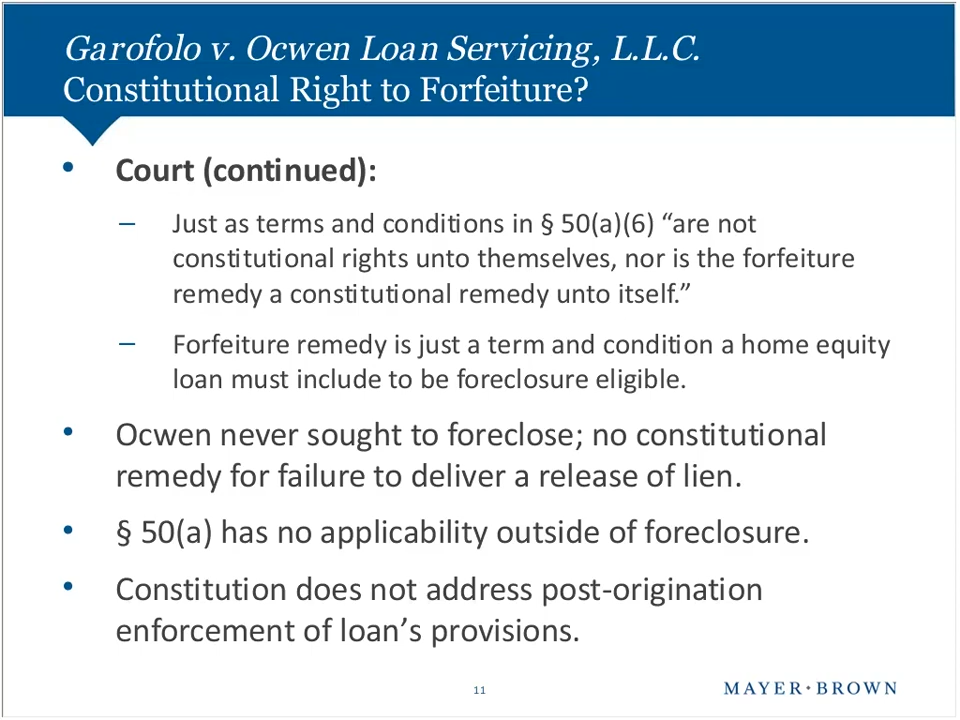 Garofolo v. Ocwen Loan Servicing, L.L.C.
Constitutional Right to Forfeiture?
• Court (continued):
– Just as terms and conditions in § 50(a)(6) “are not
constitutional rights unto themselves, nor is the forfeiture
remedy a constitutional remedy unto itself.”
– Forfeiture remedy is just a term and condition a home equity
loan must include to be foreclosure eligible.
• Ocwen never sought to foreclose; no constitutional
remedy for failure to deliver a release of lien.
• § 50(a) has no applicability outside of foreclosure.
• Constitution does not address post-origination
enforcement of loan’s provisions.
11
MAYER • BROWN